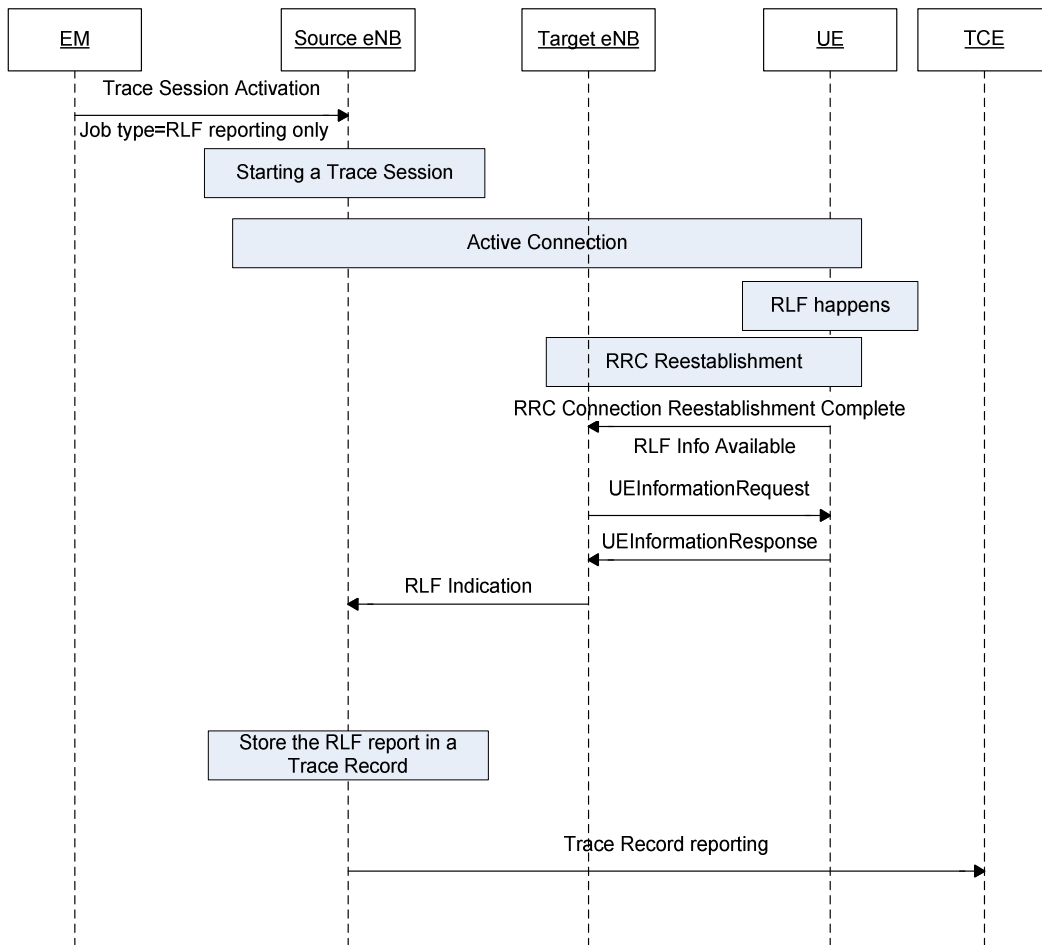 EM
Source eNB
Target eNB
UE
TCE
Trace Session Activation
Job type=RLF reporting only
Starting a Trace Session
Active Connection
RLF happens
RRC Reestablishment
RRC Connection Reestablishment Complete
RLF Info Available
UEInformationRequest
UEInformationResponse
RLF Indication
Store the RLF report in a
Trace Record
Trace Record reporting